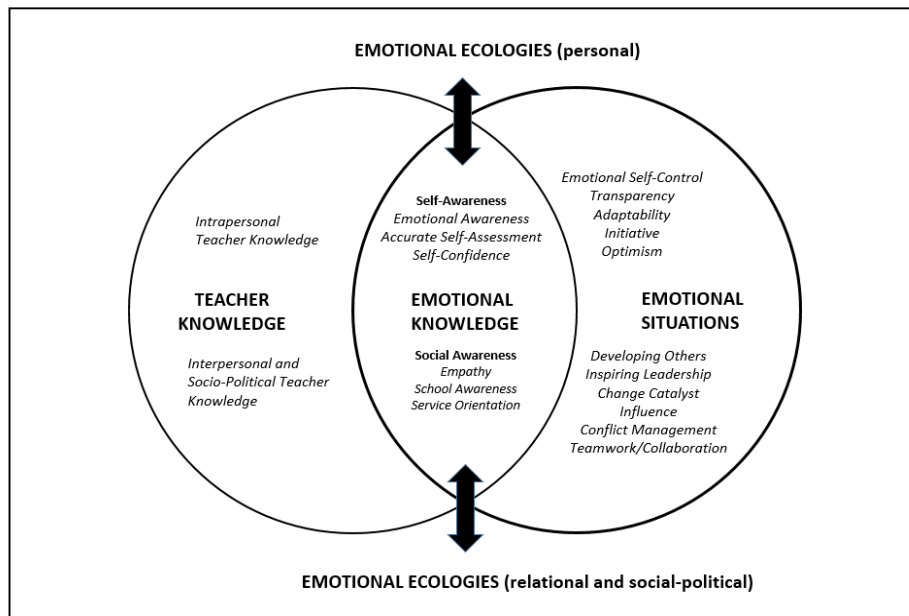 EMOTIONAL ECOLOGIES (personal)
Intrapersonal
Teacher Knowledge
TEACHER
KNOWLEDGE
Interpersonal and
Socio-Political Teacher
Knowledge
Self-Awareness
Emotional Awareness
Accurate Self-Assessment
Self-Confidence
EMOTIONAL
KNOWLEDGE
Social Awareness
Empathy
School Awareness
Service Orientation
Emotional Self-Control
Transparency
Adaptability
Initiative
Optimism
EMOTIONAL
SITUATIONS
Developing Others
Inspiring Leadership
Change Catalyst
Influence
Conflict Management
Teamwork/Collaboration
EMOTIONAL ECOLOGIES (relational and social-political)